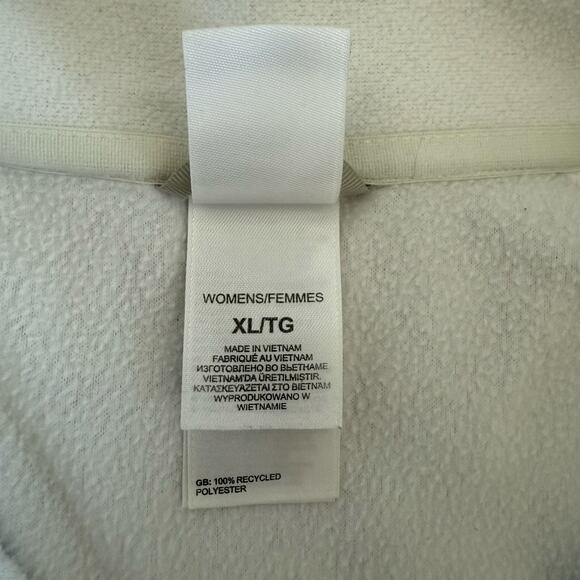 WOMENS/FEMMES
XL/TG
MADE IN VIETNAM
FABRIQUÉ AU VIETNAM
ИЗГОТОВЛЕНО ВО ВЬЕТНАМЕ
VIETNAM'DA ÜRETILMIŞTIR.
ΚΑΤΑΣΚΕΥΑΖΕΤΑΙ ΣΤΟ ΒΙΕΤΝΑΜ
WYPRODUKOWANO W
WIETNAMIE
GB: 100% RECYCLED
POLYESTER